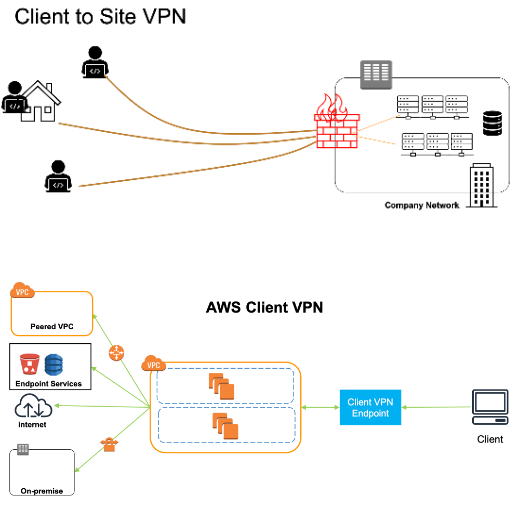 Client to Site VPN
Company Network
AWS Client VPN
VPC
Peered VPC
Endpoint Services
Internet
On-premise
VPC
Client VPN
Endpoint
Client